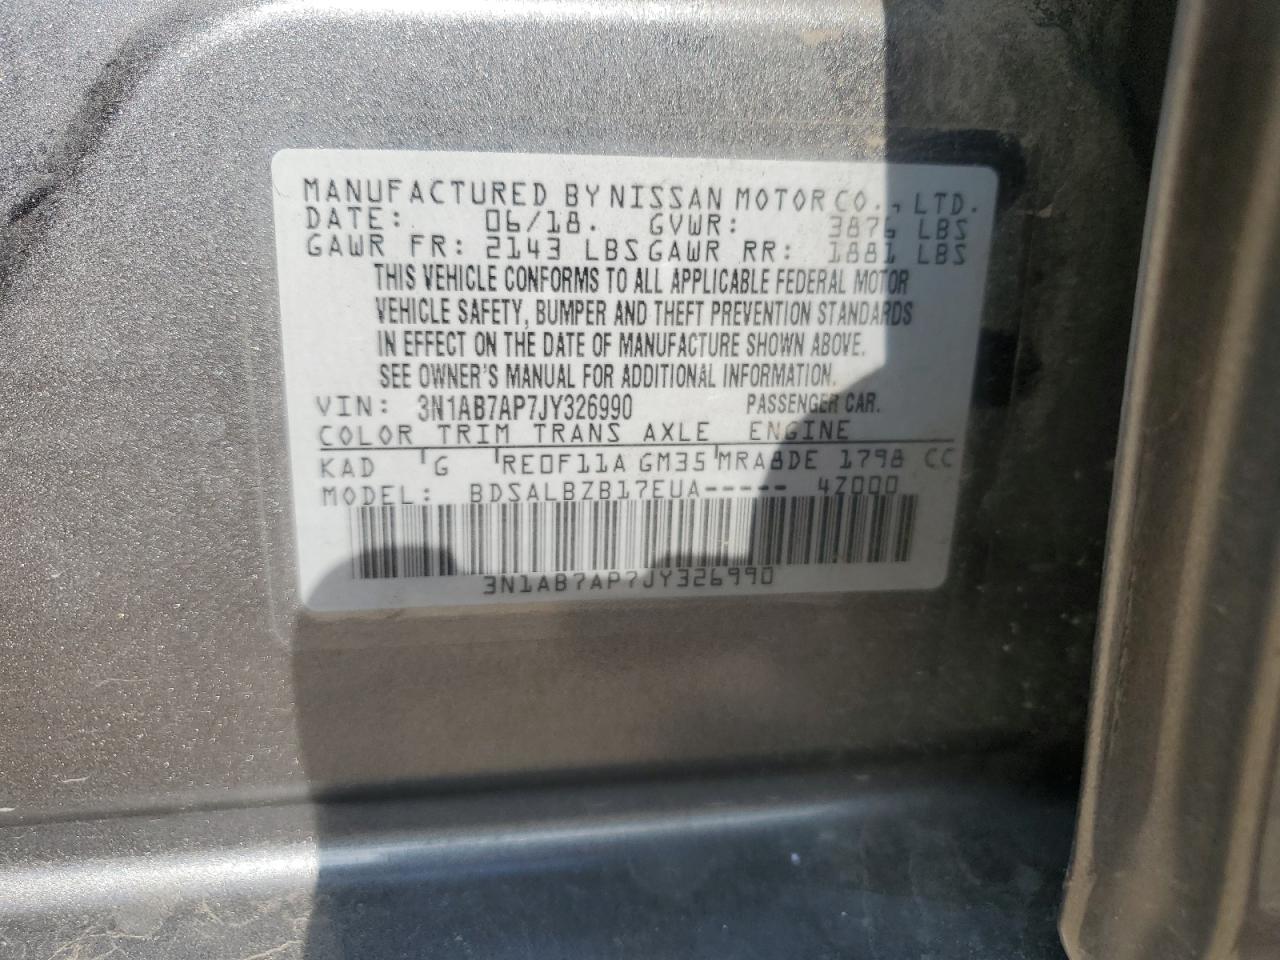 MANUFACTURED BY NISSAN MOTOR CO., LTD.
DATE: 06/18. GVWR: 3876 LBS
GAWR FR: 2143 LBS GAWR RR: 1881 LBS
THIS VEHICLE CONFORMS TO ALL APPLICABLE FEDERAL MOTOR
VEHICLE SAFETY, BUMPER AND THEFT PREVENTION STANDARDS
IN EFFECT ON THE DATE OF MANUFACTURE SHOWN ABOVE.
SEE OWNER'S MANUAL FOR ADDITIONAL INFORMATION.
VIN: 3N1AB7AP7JY326990 PASSENGER CAR.
COLOR TRIM TRANS AXLE ENGINE
KAD G RE0F11A GM35 MRA8DE 1798 CC
MODEL: BDSALBZB17EUA----- 4Z000
3N1AB7AP7JY326990